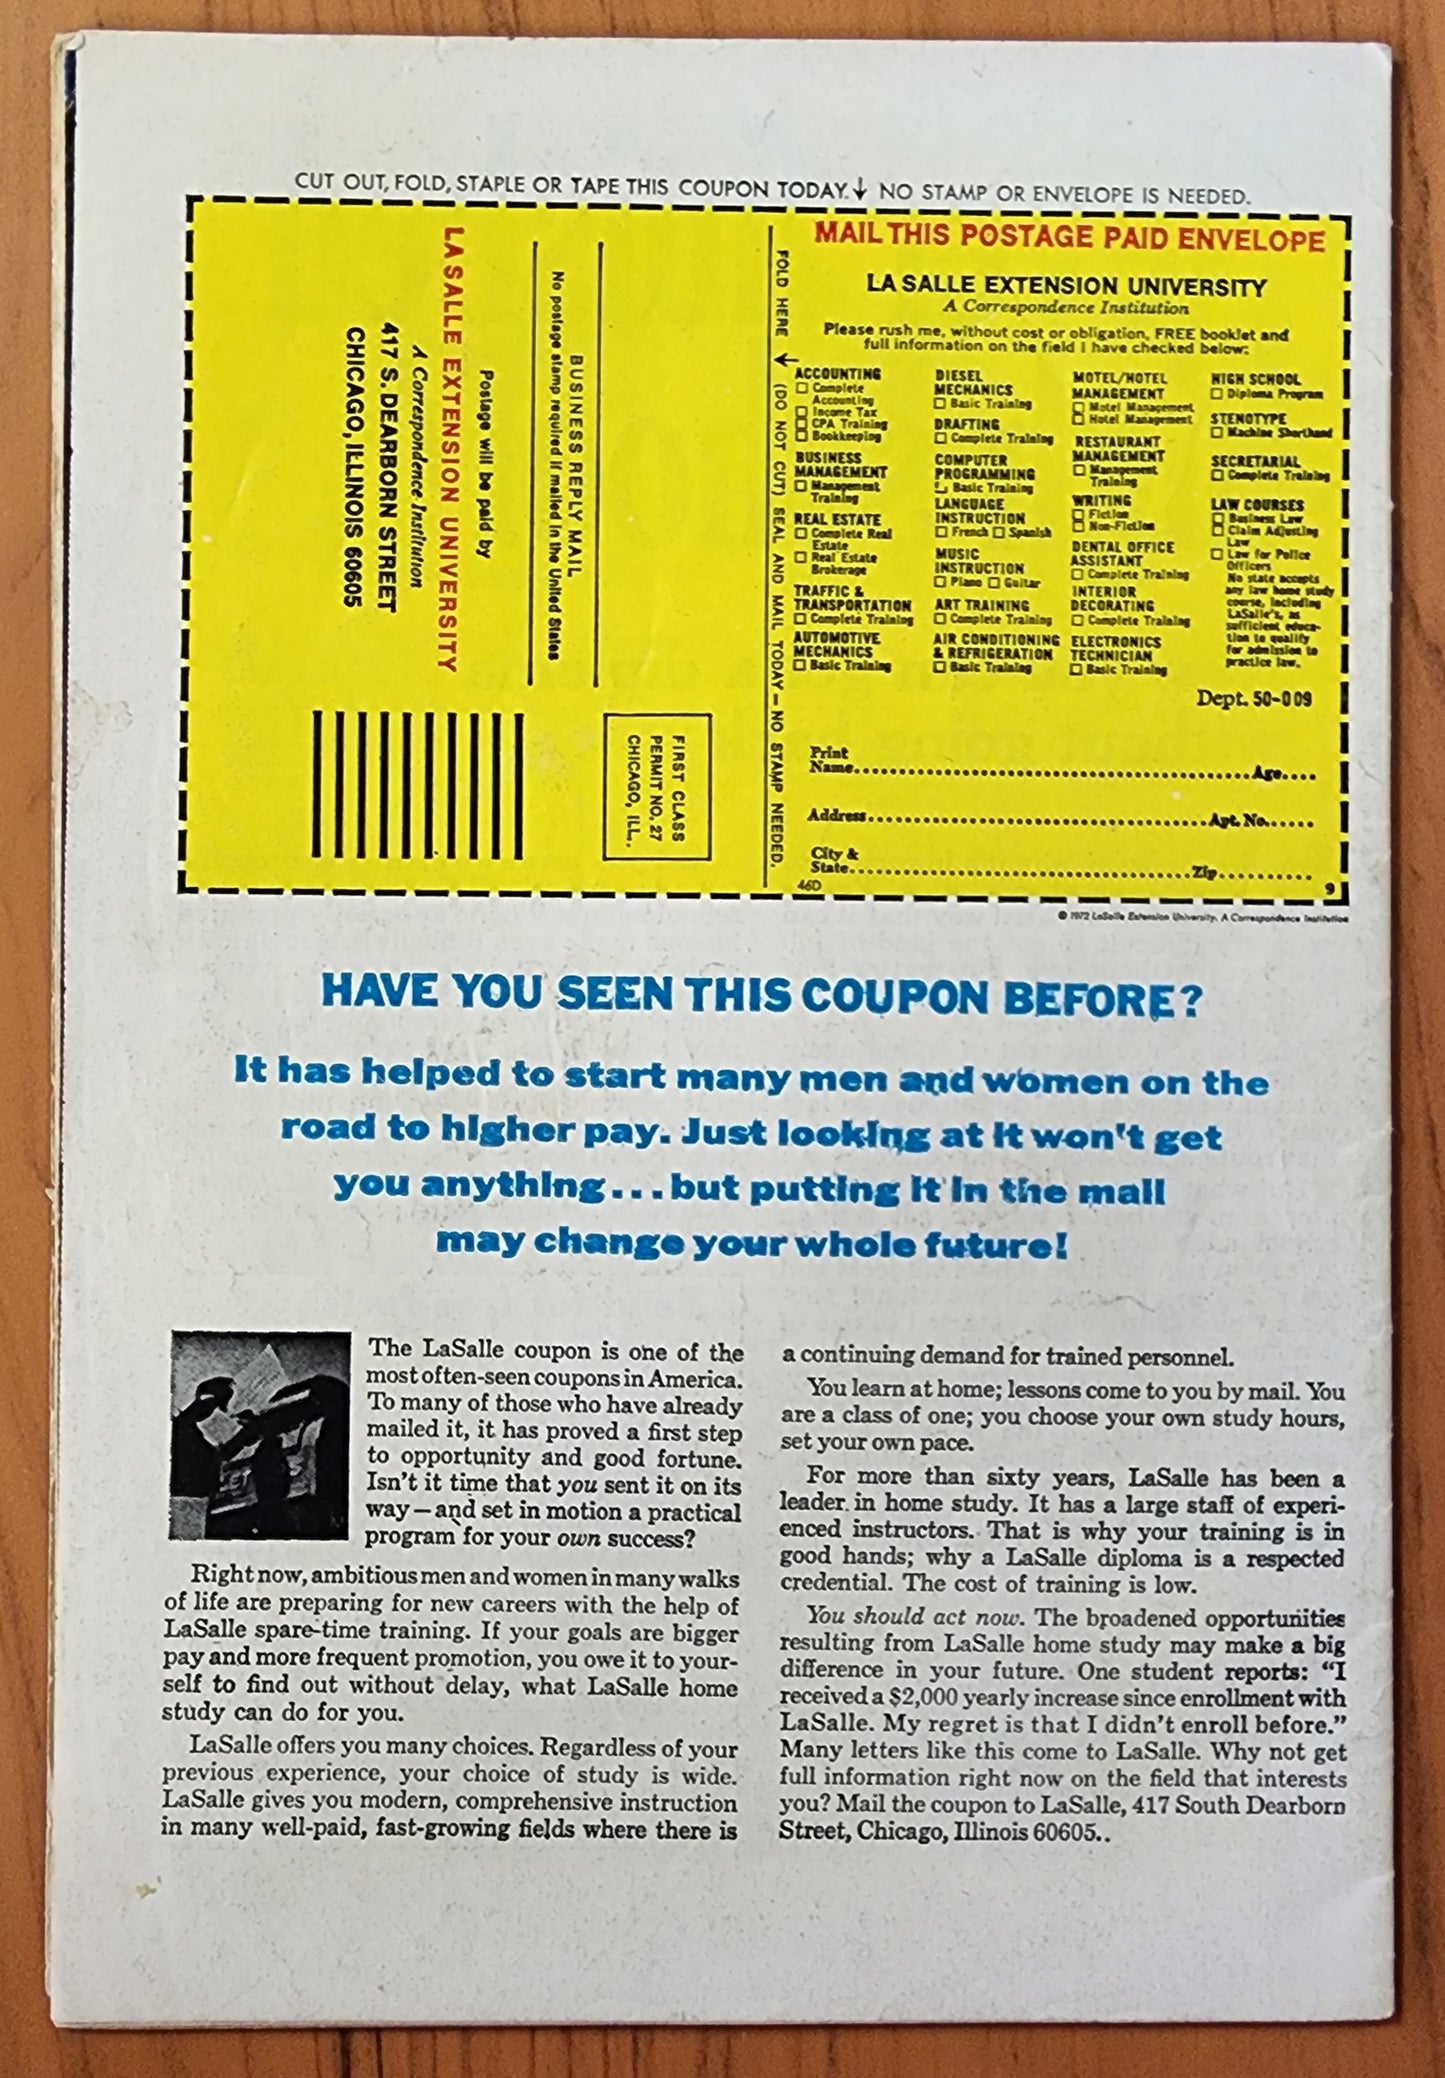 CUT OUT, FOLD, STAPLE OR TAPE THIS COUPON TODAY. ↓ NO STAMP OR ENVELOPE IS NEEDED.
BUSINESS REPLY MAIL
No postage stamp required if mailed in the United States
Postage will be paid by
LA SALLE EXTENSION UNIVERSITY
A Correspondence Institution
417 S. DEARBORN STREET
CHICAGO, ILLINOIS 60605
FIRST CLASS
PERMIT NO. 27
CHICAGO, ILL.
FOLD HERE ↓ (DO NOT CUT) SEAL AND MAIL TODAY — NO STAMP NEEDED.
MAIL THIS POSTAGE PAID ENVELOPE
LA SALLE EXTENSION UNIVERSITY
A Correspondence Institution
Please rush me, without cost or obligation, FREE booklet and
full information on the field I have checked below:
ACCOUNTING
☐ Complete
Accounting
☐ Income Tax
☐ CPA Training
☐ Bookkeeping
BUSINESS
MANAGEMENT
☐ Management
Training
REAL ESTATE
☐ Complete Real
Estate
☐ Real Estate
Brokerage
TRAFFIC &
TRANSPORTATION
☐ Complete Training
AUTOMOTIVE
MECHANICS
☐ Basic Training
DIESEL
MECHANICS
☐ Basic Training
DRAFTING
☐ Complete Training
COMPUTER
PROGRAMMING
☐ Basic Training
LANGUAGE
INSTRUCTION
☐ French ☐ Spanish
MUSIC
INSTRUCTION
☐ Piano ☐ Guitar
ART TRAINING
☐ Complete Training
AIR CONDITIONING
& REFRIGERATION
☐ Basic Training
MOTEL/HOTEL
MANAGEMENT
☐ Motel Management
☐ Hotel Management
RESTAURANT
MANAGEMENT
☐ Management
Training
WRITING
☐ Fiction
☐ Non-Fiction
DENTAL OFFICE
ASSISTANT
☐ Complete Training
INTERIOR
DECORATING
☐ Complete Training
ELECTRONICS
TECHNICIAN
☐ Basic Training
HIGH SCHOOL
☐ Diploma Program
STENOTYPE
☐ Machine Shorthand
SECRETARIAL
☐ Complete Training
LAW COURSES
☐ Business Law
☐ Claim Adjusting
Law
☐ Law for Police
Officers
No state accepts
any law home study
course, including
LaSalle's, as
sufficient educa-
tion to qualify
for admission to
practice law.
Dept. 50-009
Print
Name..........Age....
Address..........Apt. No......
City &
State..........Zip..........
46D 9
© 1972 LaSalle Extension University. A Correspondence Institution
HAVE YOU SEEN THIS COUPON BEFORE?
It has helped to start many men and women on the
road to higher pay. Just looking at it won't get
you anything...but putting it in the mail
may change your whole future!
The LaSalle coupon is one of the
most often-seen coupons in America.
To many of those who have already
mailed it, it has proved a first step
to opportunity and good fortune.
Isn't it time that you sent it on its
way—and set in motion a practical
program for your own success?
Right now, ambitious men and women in many walks
of life are preparing for new careers with the help of
LaSalle spare-time training. If your goals are bigger
pay and more frequent promotion, you owe it to your-
self to find out without delay, what LaSalle home
study can do for you.
LaSalle offers you many choices. Regardless of your
previous experience, your choice of study is wide.
LaSalle gives you modern, comprehensive instruction
in many well-paid, fast-growing fields where there is
a continuing demand for trained personnel.
You learn at home; lessons come to you by mail. You
are a class of one; you choose your own study hours,
set your own pace.
For more than sixty years, LaSalle has been a
leader in home study. It has a large staff of experi-
enced instructors. That is why your training is in
good hands; why a LaSalle diploma is a respected
credential. The cost of training is low.
You should act now. The broadened opportunities
resulting from LaSalle home study may make a big
difference in your future. One student reports: “I
received a $2,000 yearly increase since enrollment with
LaSalle. My regret is that I didn't enroll before.”
Many letters like this come to LaSalle. Why not get
full information right now on the field that interests
you? Mail the coupon to LaSalle, 417 South Dearborn
Street, Chicago, Illinois 60605..